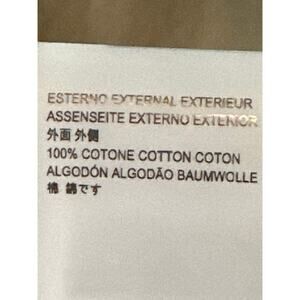 ESTERNO EXTERNAL EXTERIEUR
ASSENSEITE EXTERNO EXTERIOR
外面 外側
100% COTONE COTTON COTON
ALGODÓN ALGODÃO BAUMWOLLE
棉 綿です